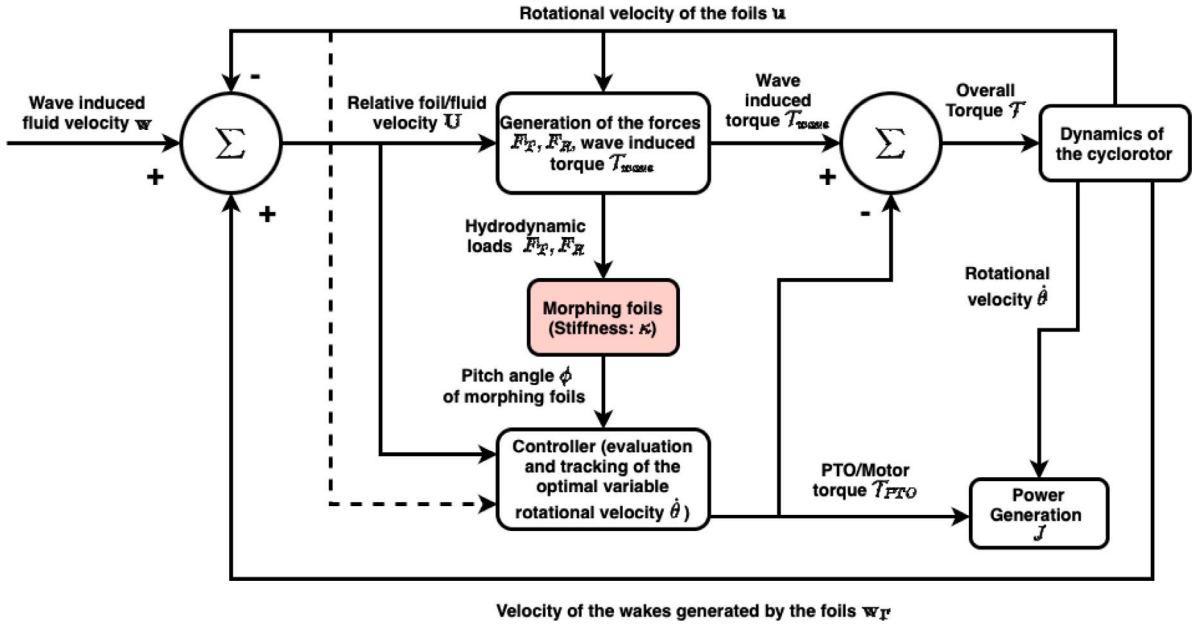 Rotational velocity of the foils u
-
Wave induced
fluid velocity w
+
Σ
+
Relative foil/fluid
velocity U
Generation of the forces
F_T, F_R, wave induced
torque 𝒯_wave
Wave
induced
torque 𝒯_wave
+
Σ
-
Overall
Torque 𝒯
Dynamics of
the cyclorotor
Hydrodynamic
loads F_T, F_R
Morphing foils
(Stiffness: κ)
Pitch angle ϕ
of morphing foils
Controller (evaluation
and tracking of the
optimal variable
rotational velocity θ̇ )
PTO/Motor
torque 𝒯_PTO
Rotational
velocity θ̇
Power
Generation
J
Velocity of the wakes generated by the foils w_Γ